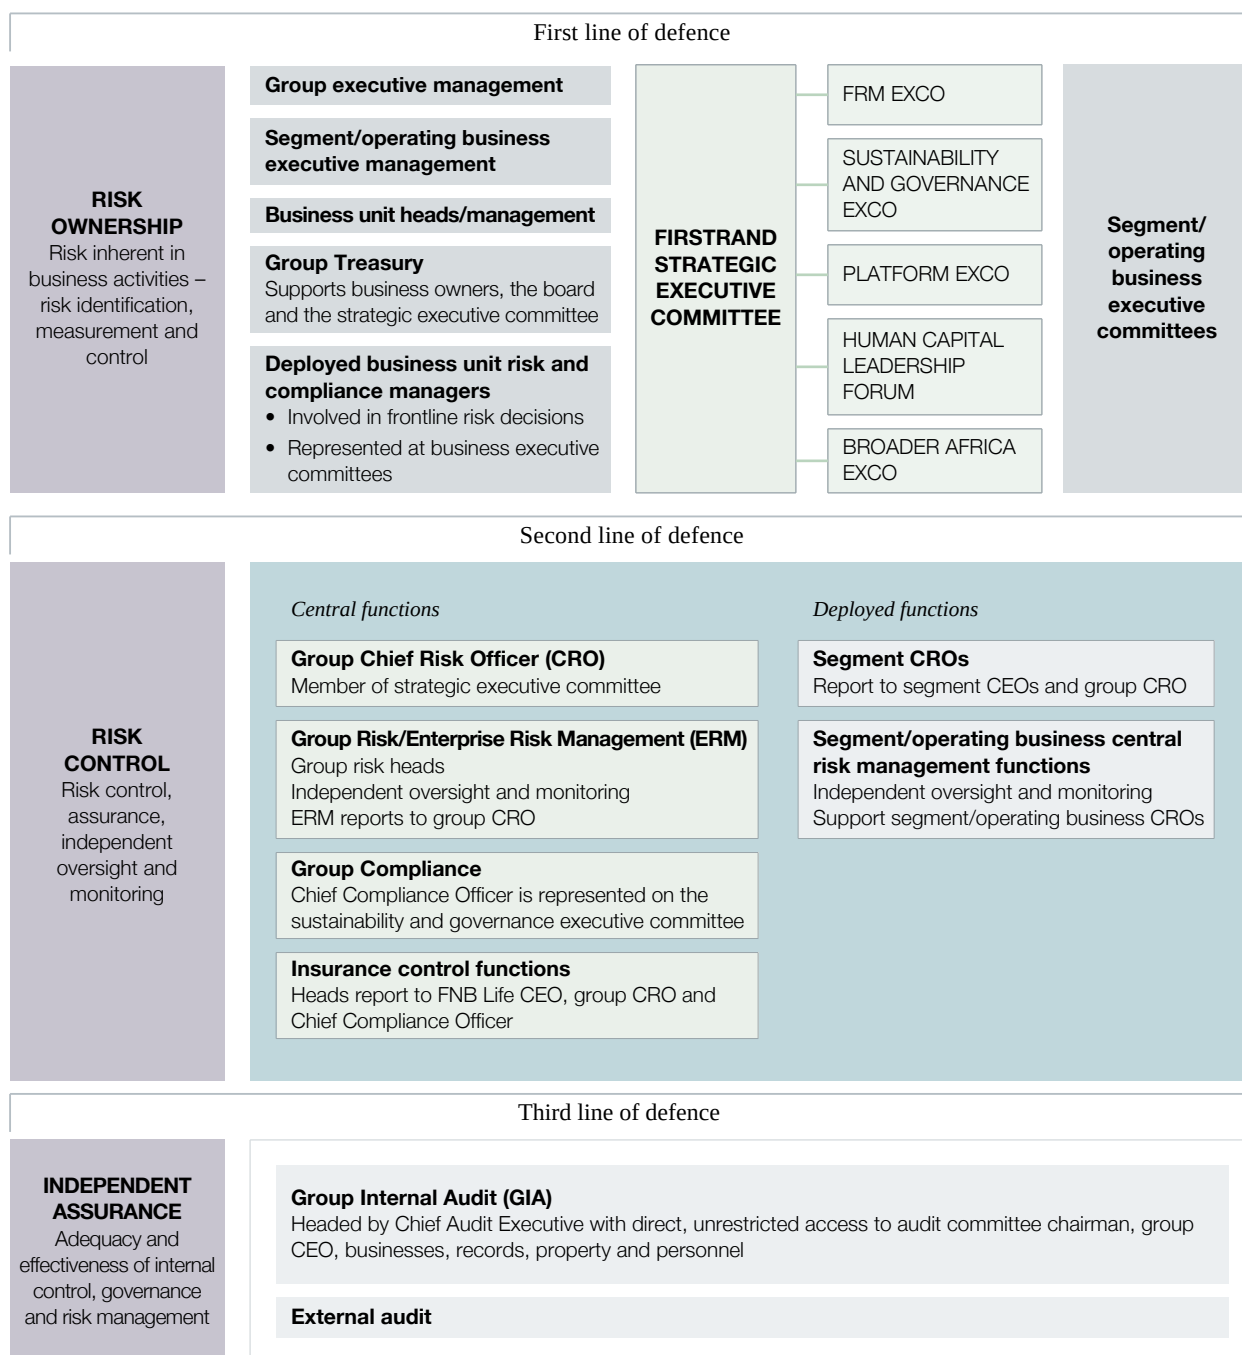 First line of defence
RISK
OWNERSHIP
Risk inherent in
business activities –
risk identification,
measurement and
control
Group executive management
Segment/operating business
executive management
Business unit heads/management
Group Treasury
Supports business owners, the board
and the strategic executive committee
Deployed business unit risk and
compliance managers
• Involved in frontline risk decisions
• Represented at business executive
committees
FIRSTRAND
STRATEGIC
EXECUTIVE
COMMITTEE
FRM EXCO
SUSTAINABILITY
AND GOVERNANCE
EXCO
PLATFORM EXCO
HUMAN CAPITAL
LEADERSHIP
FORUM
BROADER AFRICA
EXCO
Segment/
operating
business
executive
committees
Second line of defence
RISK
CONTROL
Risk control,
assurance,
independent
oversight and
monitoring
Central functions
Group Chief Risk Officer (CRO)
Member of strategic executive committee
Group Risk/Enterprise Risk Management (ERM)
Group risk heads
Independent oversight and monitoring
ERM reports to group CRO
Group Compliance
Chief Compliance Officer is represented on the
sustainability and governance executive committee
Insurance control functions
Heads report to FNB Life CEO, group CRO and
Chief Compliance Officer
Deployed functions
Segment CROs
Report to segment CEOs and group CRO
Segment/operating business central
risk management functions
Independent oversight and monitoring
Support segment/operating business CROs
Third line of defence
INDEPENDENT
ASSURANCE
Adequacy and
effectiveness of internal
control, governance
and risk management
Group Internal Audit (GIA)
Headed by Chief Audit Executive with direct, unrestricted access to audit committee chairman, group
CEO, businesses, records, property and personnel
External audit